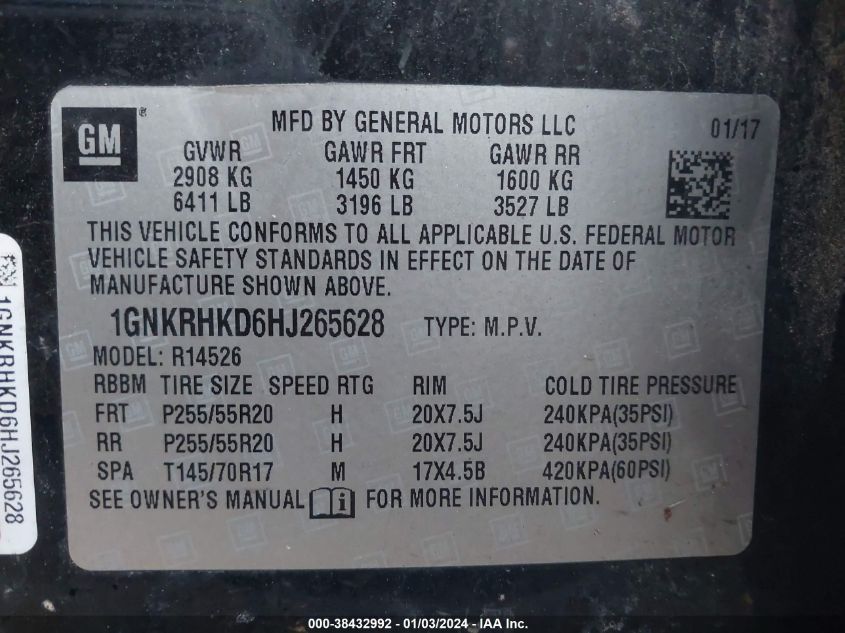 GM ®
MFD BY GENERAL MOTORS LLC
01/17
GVWR GAWR FRT GAWR RR
2908 KG 1450 KG 1600 KG
6411 LB 3196 LB 3527 LB
THIS VEHICLE CONFORMS TO ALL APPLICABLE U.S. FEDERAL MOTOR
VEHICLE SAFETY STANDARDS IN EFFECT ON THE DATE OF
MANUFACTURE SHOWN ABOVE.
1GNKRHKD6HJ265628 TYPE: M.P.V.
MODEL: R14526
RBBM TIRE SIZE SPEED RTG RIM COLD TIRE PRESSURE
FRT P255/55R20 H 20X7.5J 240KPA(35PSI)
RR P255/55R20 H 20X7.5J 240KPA(35PSI)
SPA T145/70R17 M 17X4.5B 420KPA(60PSI)
SEE OWNER'S MANUAL i FOR MORE INFORMATION.
1GNKRHKD6HJ265628
000-38432992 - 01/03/2024 - IAA Inc.